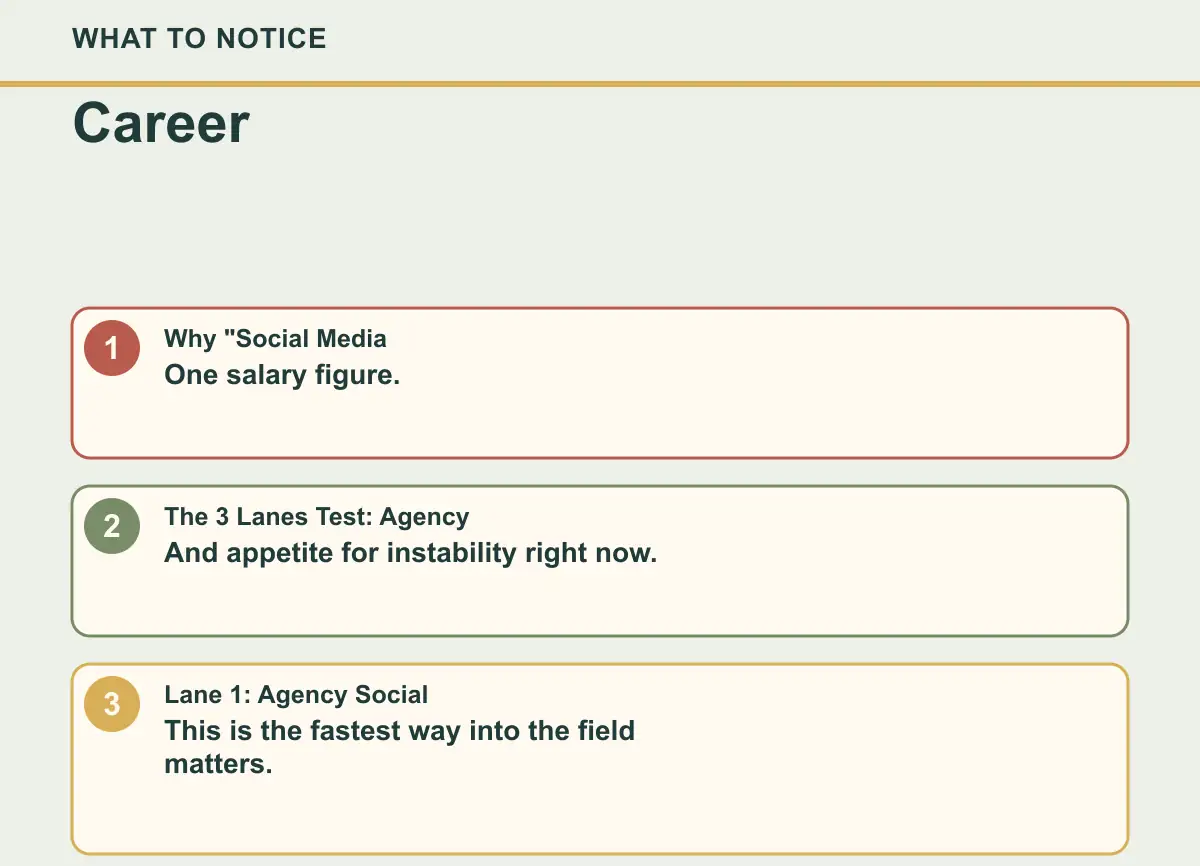 WHAT TO NOTICE
Career
1
Why "Social Media
One salary figure.
2
The 3 Lanes Test: Agency
And appetite for instability right now.
3
Lane 1: Agency Social
This is the fastest way into the field
matters.